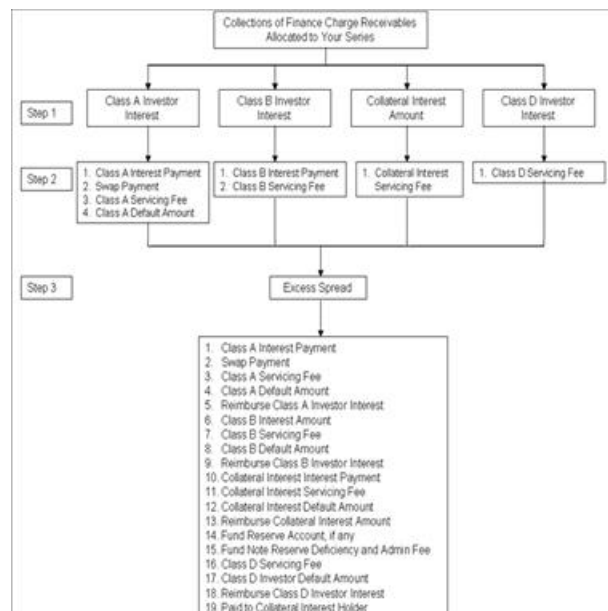 Collections of Finance Charge Receivables
Allocated to Your Series
Step 1
Class A Investor
Interest
Class B Investor
Interest
Collateral Interest
Amount
Class D Investor
Interest
Step 2
1. Class A Interest Payment
2. Swap Payment
3. Class A Servicing Fee
4. Class A Default Amount
1. Class B Interest Payment
2. Class B Servicing Fee
1. Collateral Interest
Servicing Fee
1. Class D Servicing Fee
Step 3
Excess Spread
1. Class A Interest Payment
2. Swap Payment
3. Class A Servicing Fee
4. Class A Default Amount
5. Reimburse Class A Investor Interest
6. Class B Interest Amount
7. Class B Servicing Fee
8. Class B Default Amount
9. Reimburse Class B Investor Interest
10. Collateral Interest Interest Payment
11. Collateral Interest Servicing Fee
12. Collateral Interest Default Amount
13. Reimburse Collateral Interest Amount
14. Fund Reserve Account, if any
15. Fund Note Reserve Deficiency and Admin Fee
16. Class D Servicing Fee
17. Class D Investor Default Amount
18. Reimburse Class D Investor Interest
19. Paid to Collateral Interest Holder